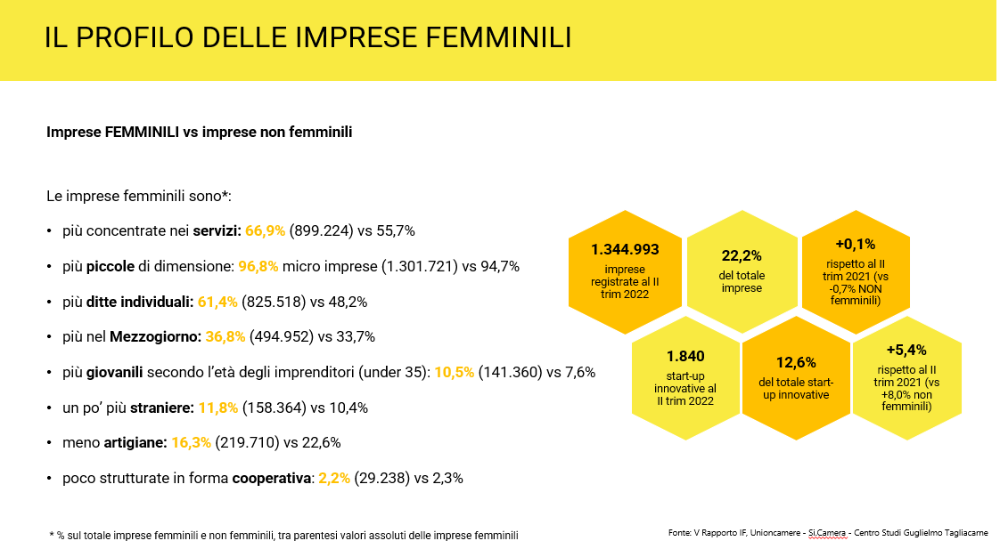 IL PROFILO DELLE IMPRESE FEMMINILI
Imprese FEMMINILI vs imprese non femminili
Le imprese femminili sono*:
• più concentrate nei servizi: 66,9% (899.224) vs 55,7%
• più piccole di dimensione: 96,8% micro imprese (1.301.721) vs 94,7%
• più ditte individuali: 61,4% (825.518) vs 48,2%
• più nel Mezzogiorno: 36,8% (494.952) vs 33,7%
• più giovanili secondo l’età degli imprenditori (under 35): 10,5% (141.360) vs 7,6%
• un po’ più straniere: 11,8% (158.364) vs 10,4%
• meno artigiane: 16,3% (219.710) vs 22,6%
• poco strutturate in forma cooperativa: 2,2% (29.238) vs 2,3%
1.344.993
imprese
registrate al II
trim 2022
22,2%
del totale
imprese
+0,1%
rispetto al II
trim 2021 (vs
-0,7% NON
femminili)
1.840
start-up
innovative al
II trim 2022
12,6%
del totale start-
up innovative
+5,4%
rispetto al II
trim 2021 (vs
+8,0% non
femminili)
* % sul totale imprese femminili e non femminili, tra parentesi valori assoluti delle imprese femminili
Fonte: V Rapporto IF, Unioncamere - Si.Camera - Centro Studi Guglielmo Tagliacarne